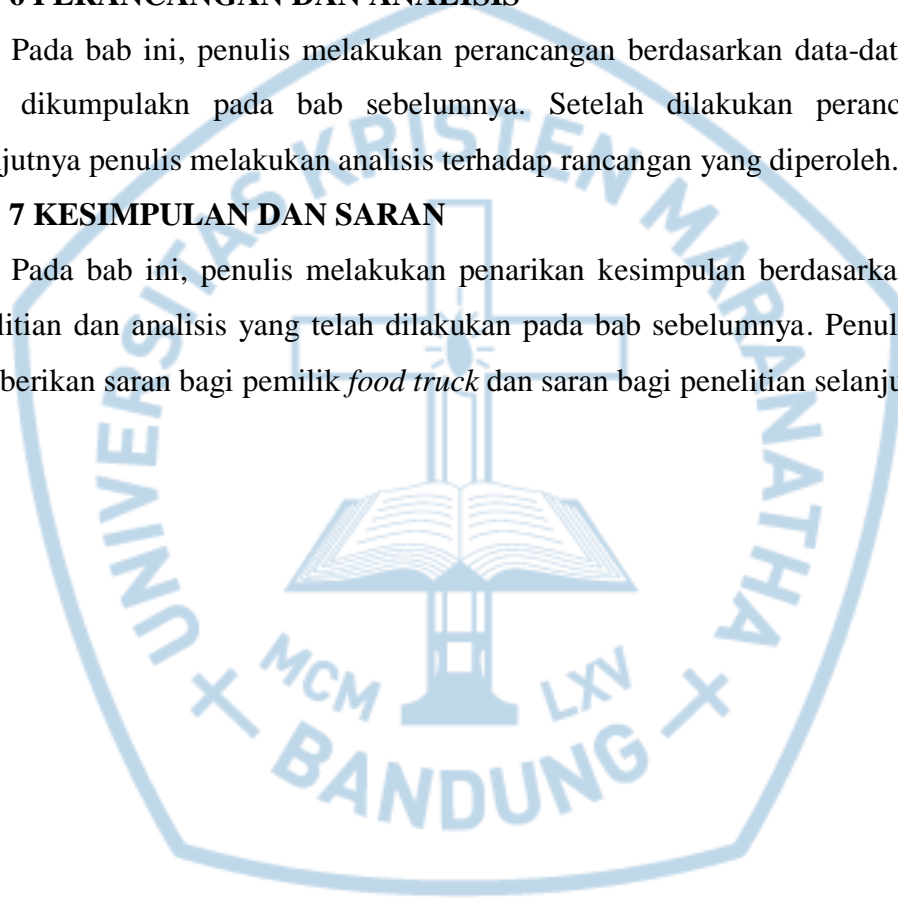 6 PERANCANGAN DAN ANALISIS
Pada bab ini, penulis melakukan perancangan berdasarkan data-dat
dikumpulakn pada bab sebelumnya. Setelah dilakukan peranc
jutnya penulis melakukan analisis terhadap rancangan yang diperoleh.
7 KESIMPULAN DAN SARAN
Pada bab ini, penulis melakukan penarikan kesimpulan berdasarka
litian dan analisis yang telah dilakukan pada bab sebelumnya. Penul
berikan saran bagi pemilik food truck dan saran bagi penelitian selanju
UNIVERSITAS KRISTEN MARANATHA
MCM LXV
BANDUNG